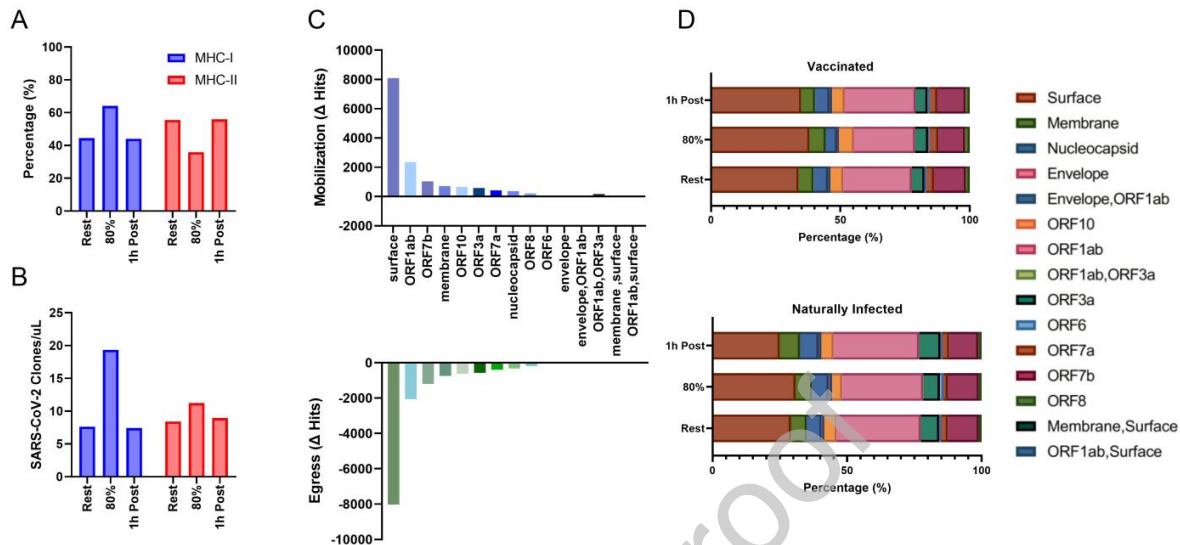 A
Percentage (%)
100
80
60
40
20
0
MHC-I
MHC-II
Rest
80%
1h Post
Rest
80%
1h Post
B
SARS-CoV-2 Clones/uL
25
20
15
10
5
0
Rest
80%
1h Post
Rest
80%
1h Post
C
Mobilization (Δ Hits)
10000
8000
6000
4000
2000
0
-2000
surface
ORF1ab
ORF7b
membrane
ORF10
ORF3a
ORF7a
nucleocapsid
ORF8
ORF6
envelope
envelope,ORF1ab
ORF1ab,ORF3a
membrane ,surface
ORF1ab,surface
Egress (Δ Hits)
0
-2000
-4000
-6000
-8000
-10000
D
Vaccinated
1h Post
80%
Rest
0
50
100
Percentage (%)
Naturally Infected
1h Post
80%
Rest
0
50
100
Percentage (%)
Surface
Membrane
Nucleocapsid
Envelope
Envelope,ORF1ab
ORF10
ORF1ab
ORF1ab,ORF3a
ORF3a
ORF6
ORF7a
ORF7b
ORF8
Membrane,Surface
ORF1ab,Surface